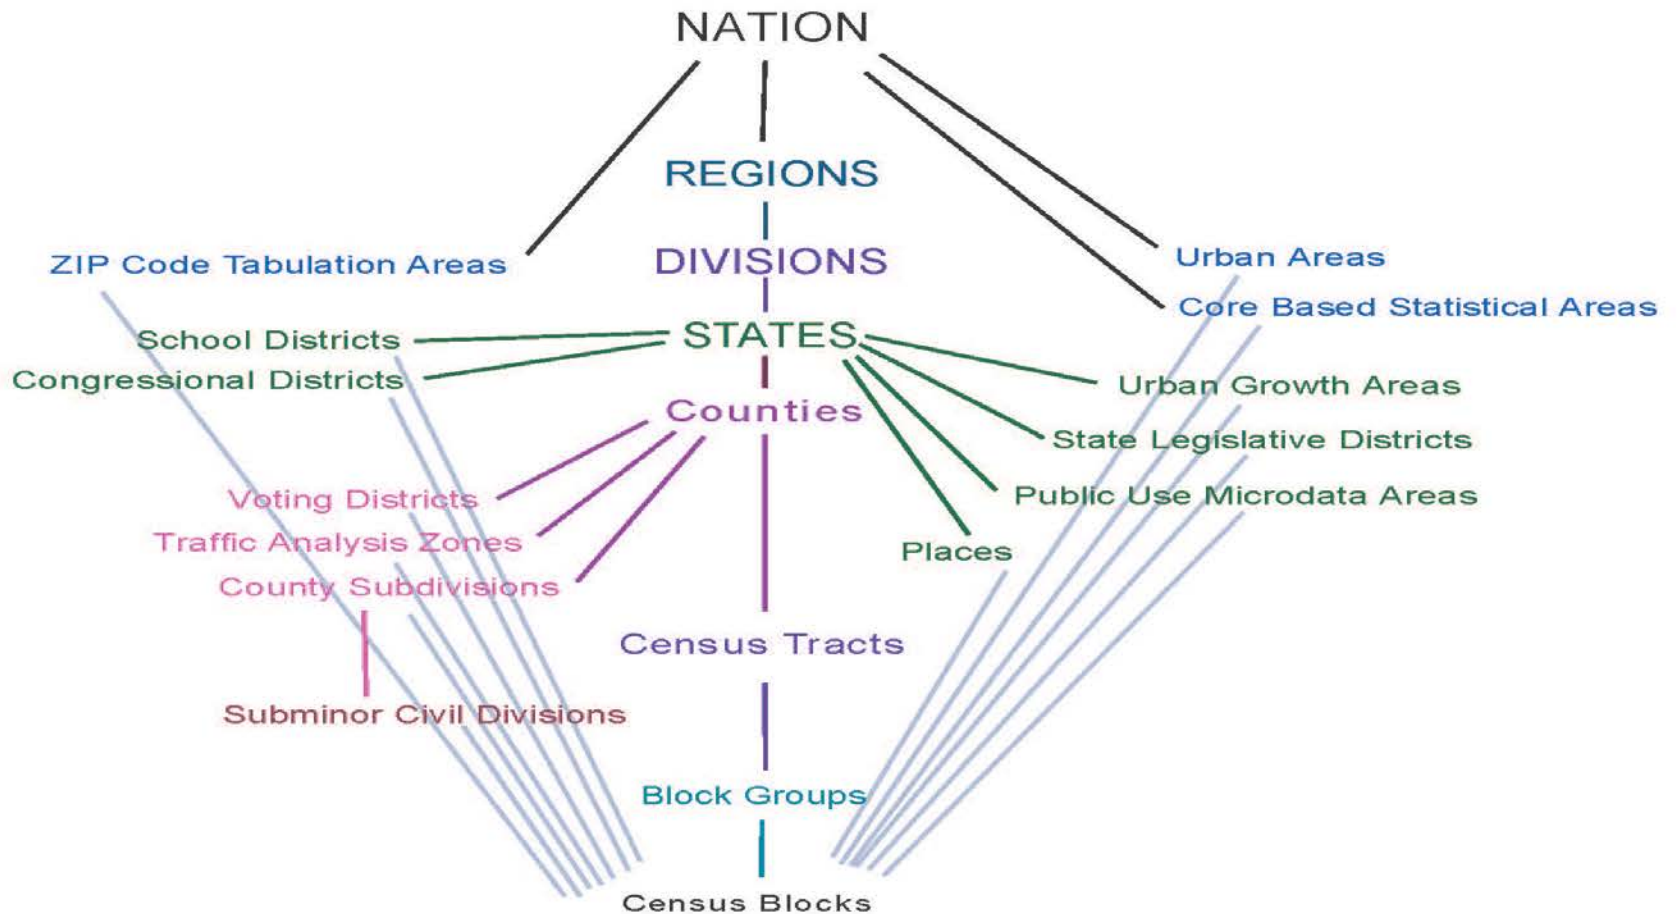 NATION
REGIONS
ZIP Code Tabulation Areas
DIVISIONS
Urban Areas
Core Based Statistical Areas
School Districts
STATES
Congressional Districts
Urban Growth Areas
Counties
State Legislative Districts
Voting Districts
Public Use Microdata Areas
Traffic Analysis Zones
Places
County Subdivisions
Census Tracts
Subminor Civil Divisions
Block Groups
Census Blocks